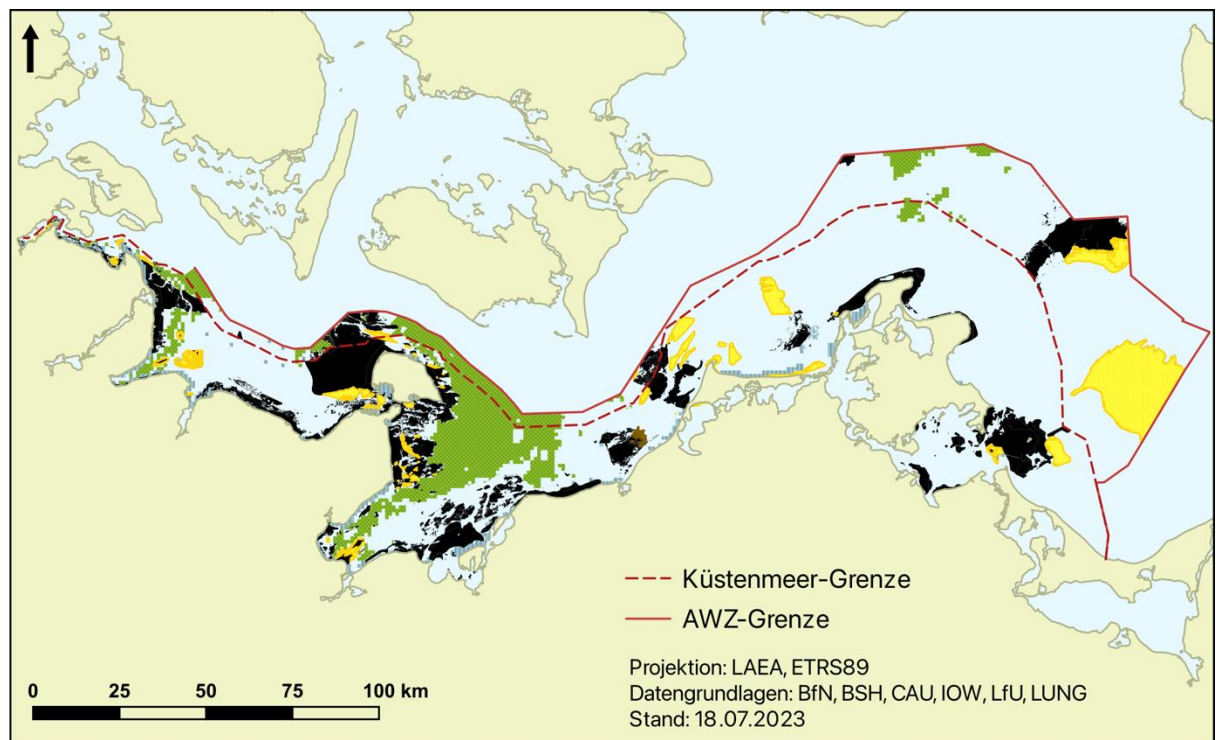 Küstenmeer-Grenze
AWZ-Grenze
Projektion: LAEA, ETRS89
Datengrundlagen: BfN, BSH, CAU, IOW, LfU, LUNG
Stand: 18.07.2023
0 25 50 75 100 km